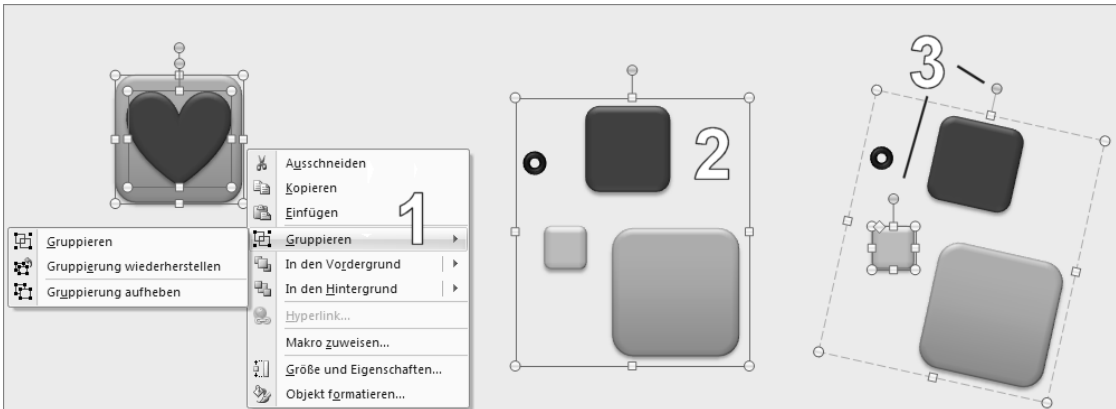 3
2
1
Ausschneiden
Kopieren
Einfügen
Gruppieren
In den Vordergrund
In den Hintergrund
Hyperlink...
Makro zuweisen...
Größe und Eigenschaften...
Objekt formatieren...
Gruppieren
Gruppierung wiederherstellen
Gruppierung aufheben